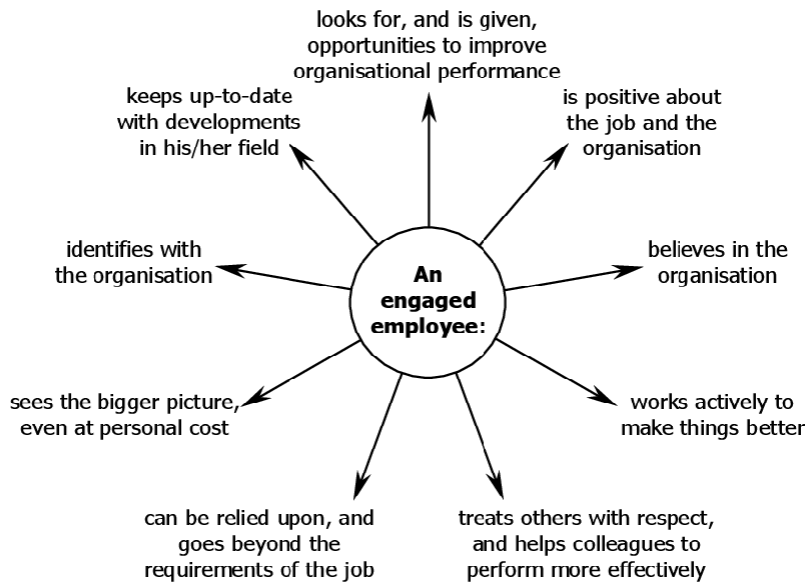 An
engaged
employee:
looks for, and is given,
opportunities to improve
organisational performance
is positive about
the job and the
organisation
believes in the
organisation
works actively to
make things better
treats others with respect,
and helps colleagues to
perform more effectively
can be relied upon, and
goes beyond the
requirements of the job
sees the bigger picture,
even at personal cost
identifies with
the organisation
keeps up-to-date
with developments
in his/her field